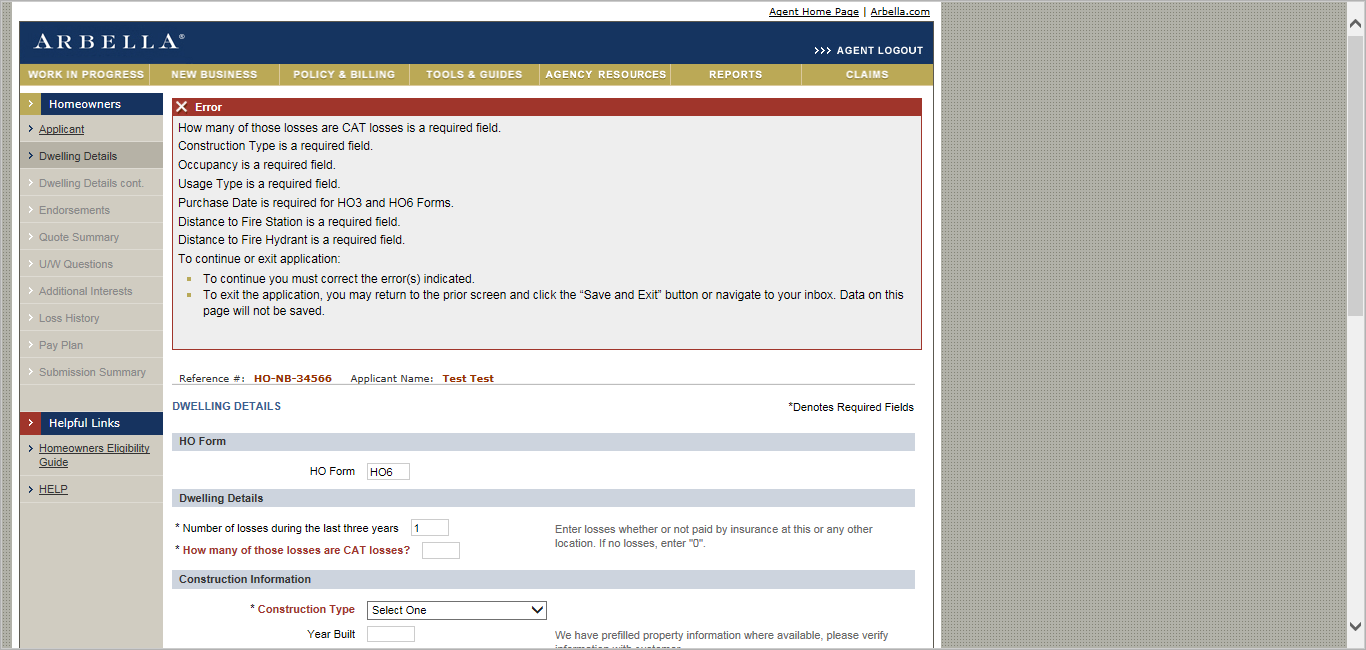 Agent Home Page | Arbella.com
ARBELLA®
>>> AGENT LOGOUT
WORK IN PROGRESS NEW BUSINESS POLICY & BILLING TOOLS & GUIDES AGENCY RESOURCES REPORTS CLAIMS
Homeowners
Applicant
Dwelling Details
Dwelling Details cont.
Endorsements
Quote Summary
U/W Questions
Additional Interests
Loss History
Pay Plan
Submission Summary
Helpful Links
Homeowners Eligibility
Guide
HELP
Error
How many of those losses are CAT losses is a required field.
Construction Type is a required field.
Occupancy is a required field.
Usage Type is a required field.
Purchase Date is required for HO3 and HO6 Forms.
Distance to Fire Station is a required field.
Distance to Fire Hydrant is a required field.
To continue or exit application:
To continue you must correct the error(s) indicated.
To exit the application, you may return to the prior screen and click the “Save and Exit” button or navigate to your inbox. Data on
this page will not be saved.
Reference #: HO-NB-34566 Applicant Name: Test Test
DWELLING DETAILS
*Denotes Required Fields
HO Form
HO Form HO6
Dwelling Details
* Number of losses during the last three years 1
Enter losses whether or not paid by insurance at this or any other
location. If no losses, enter "0".
* How many of those losses are CAT losses?
Construction Information
* Construction Type Select One
Year Built
We have prefilled property information where available, please verify
information with customer.